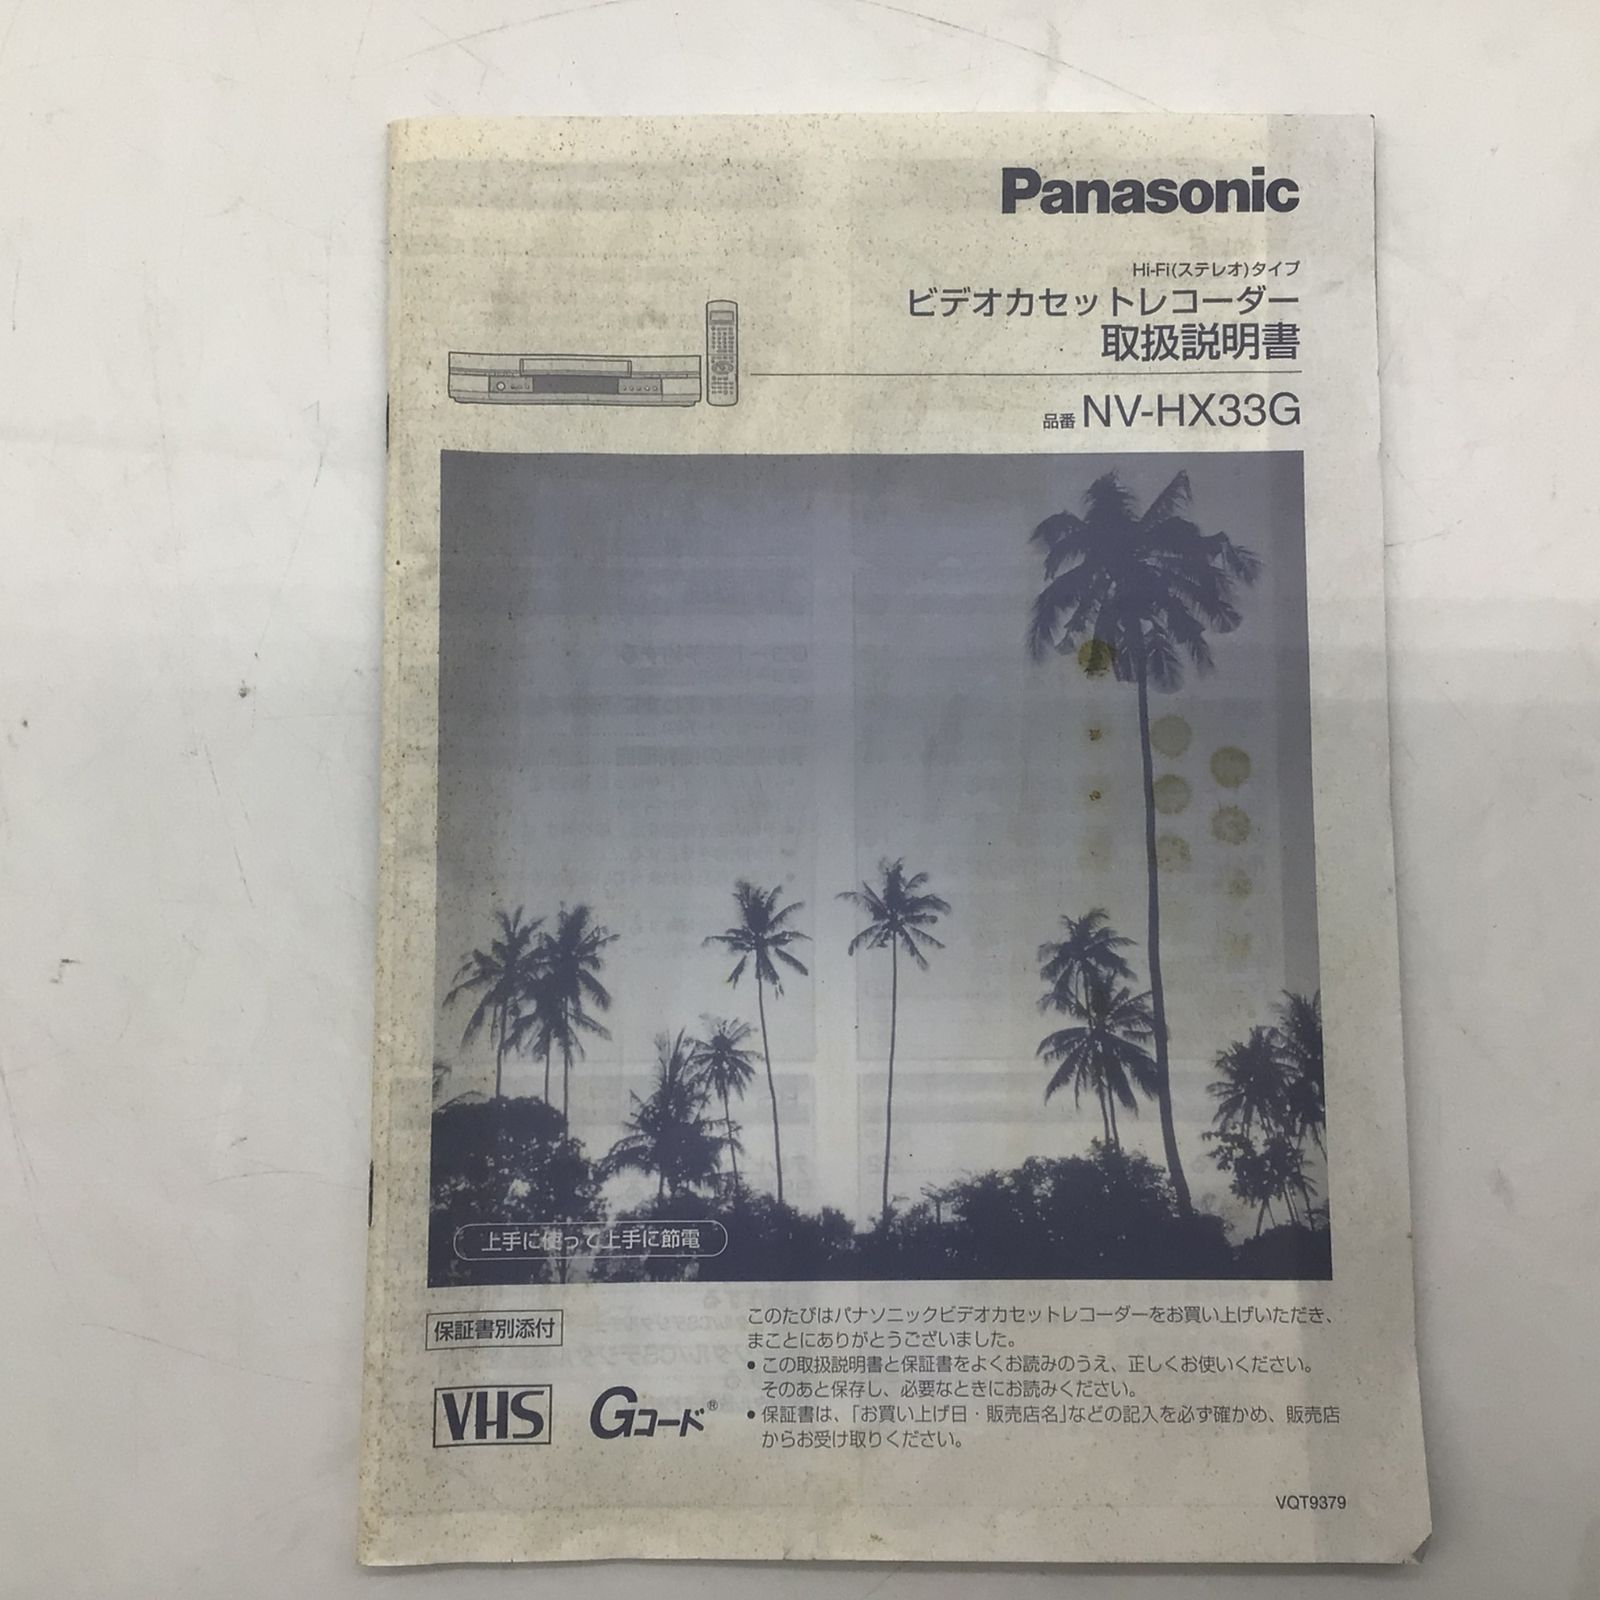 Panasonic
Hi-Fi(ステレオ)タイプ
ビデオカセットレコーダー
取扱説明書
品番 NV-HX33G
上手に使って上手に節電
保証書別添付
VHS
Gコード®
このたびはパナソニックビデオカセットレコーダーをお買い上げいただき、
まことにありがとうございました。
• この取扱説明書と保証書をよくお読みのうえ、正しくお使いください。
そのあと保存し、必要なときにお読みください。
• 保証書は、「お買い上げ日・販売店名」などの記入を必ず確かめ、販売店
からお受け取りください。
VQT9379